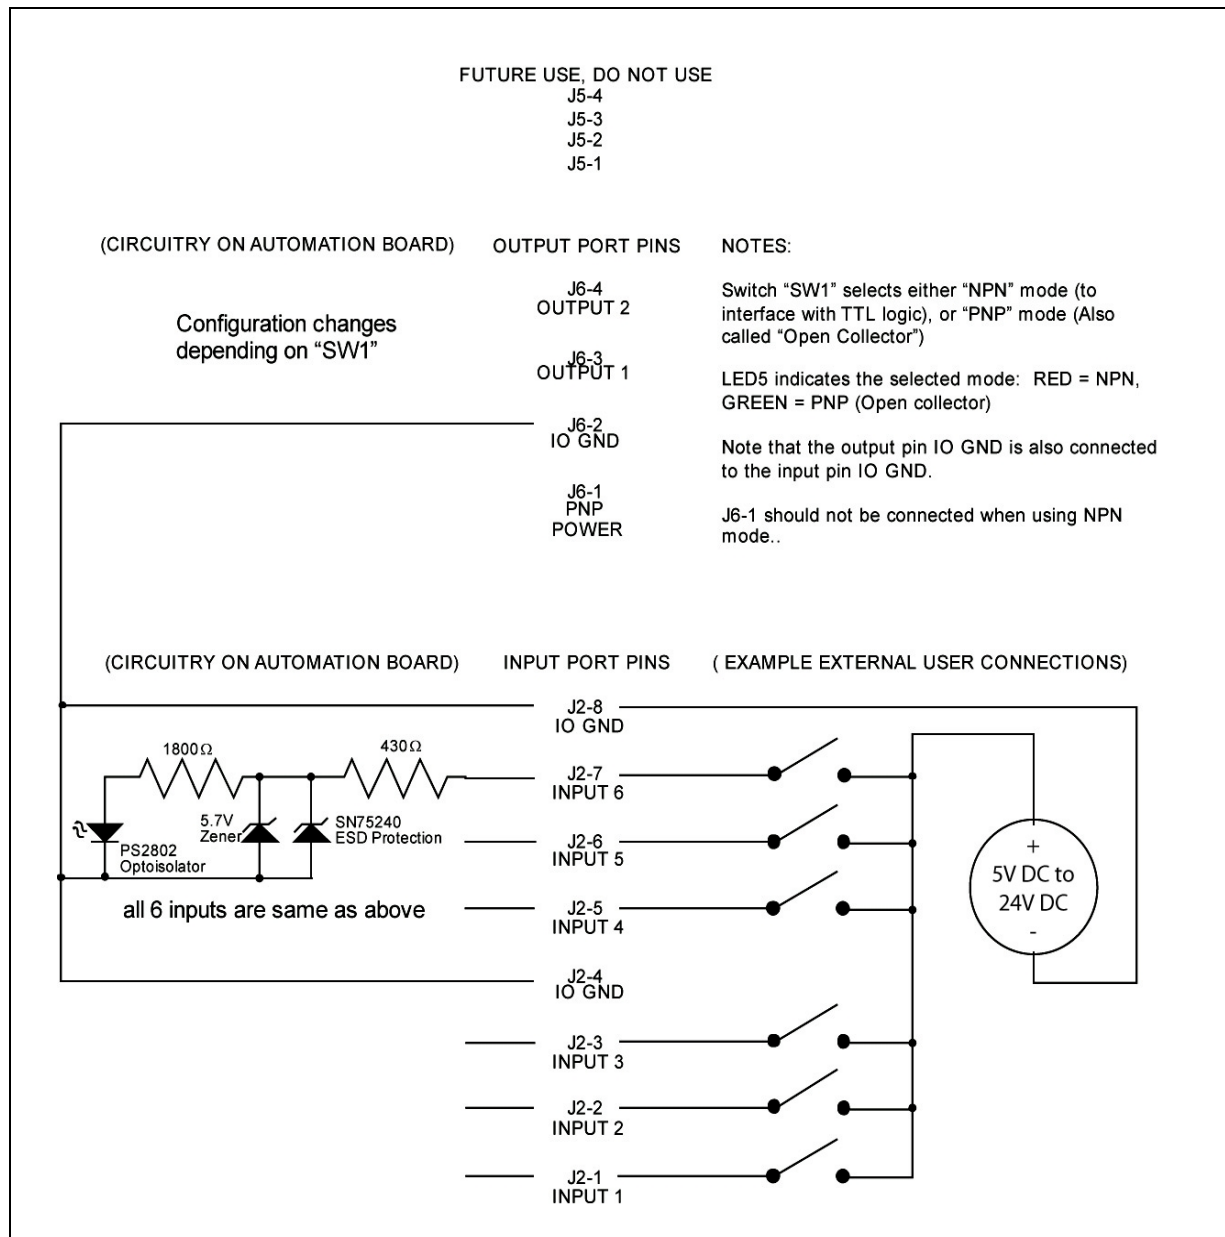 FUTURE USE, DO NOT USE
J5-4
J5-3
J5-2
J5-1
(CIRCUITRY ON AUTOMATION BOARD)
OUTPUT PORT PINS
NOTES:
Configuration changes
depending on “SW1”
J6-4
OUTPUT 2
J6-3
OUTPUT 1
J6-2
IO GND
J6-1
PNP
POWER
Switch “SW1” selects either “NPN” mode (to
interface with TTL logic), or “PNP” mode (Also
called “Open Collector”)
LED5 indicates the selected mode: RED = NPN,
GREEN = PNP (Open collector)
Note that the output pin IO GND is also connected
to the input pin IO GND.
J6-1 should not be connected when using NPN
mode..
(CIRCUITRY ON AUTOMATION BOARD)
INPUT PORT PINS
( EXAMPLE EXTERNAL USER CONNECTIONS)
J2-8
IO GND
1800Ω
430Ω
J2-7
INPUT 6
5.7V
Zener
SN75240
ESD Protection
PS2802
Optoisolator
J2-6
INPUT 5
+
5V DC to
24V DC
-
all 6 inputs are same as above
J2-5
INPUT 4
J2-4
IO GND
J2-3
INPUT 3
J2-2
INPUT 2
J2-1
INPUT 1